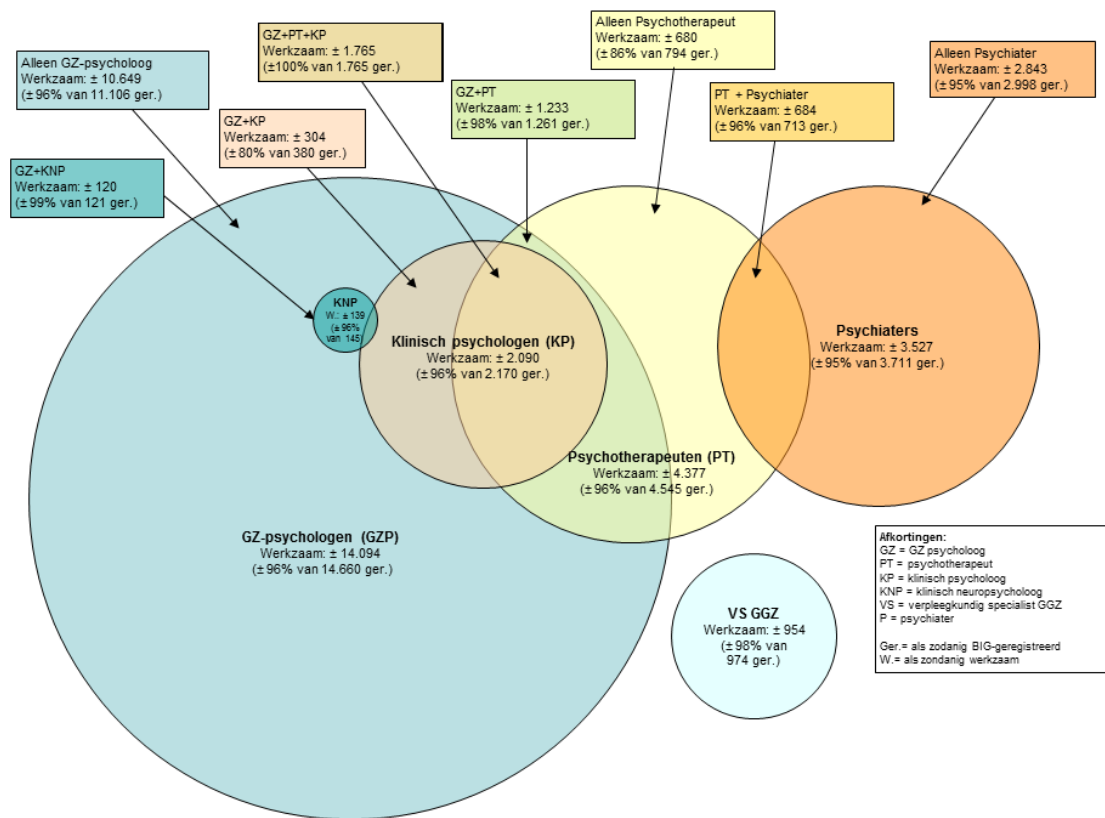 GZ+PT+KP
Werkzaam: ± 1.765
(±100% van 1.765 ger.)
Alleen Psychotherapeut
Werkzaam: ± 680
(± 86% van 794 ger.)
Alleen GZ-psycholoog
Werkzaam: ± 10.649
(± 96% van 11.106 ger.)
Alleen Psychiater
Werkzaam: ± 2.843
(± 95% van 2.998 ger.)
GZ+PT
Werkzaam: ± 1.233
(± 98% van 1.261 ger.)
PT + Psychiater
Werkzaam: ± 684
(± 96% van 713 ger.)
GZ+KP
Werkzaam: ± 304
(± 80% van 380 ger.)
GZ+KNP
Werkzaam: ± 120
(± 99% van 121 ger.)
KNP
W.: ± 139
(± 96%
van 145)
Klinisch psychologen (KP)
Werkzaam: ± 2.090
(± 96% van 2.170 ger.)
Psychiaters
Werkzaam: ± 3.527
(± 95% van 3.711 ger.)
Psychotherapeuten (PT)
Werkzaam: ± 4.377
(± 96% van 4.545 ger.)
GZ-psychologen (GZP)
Werkzaam: ± 14.094
(± 96% van 14.660 ger.)
VS GGZ
Werkzaam: ± 954
(± 98% van
974 ger.)
Afkortingen:
GZ = GZ psycholoog
PT = psychotherapeut
KP = klinisch psycholoog
KNP = klinisch neuropsycholoog
VS = verpleegkundig specialist GGZ
P = psychiater
Ger.= als zodanig BIG-geregistreerd
W.= als zondanig werkzaam